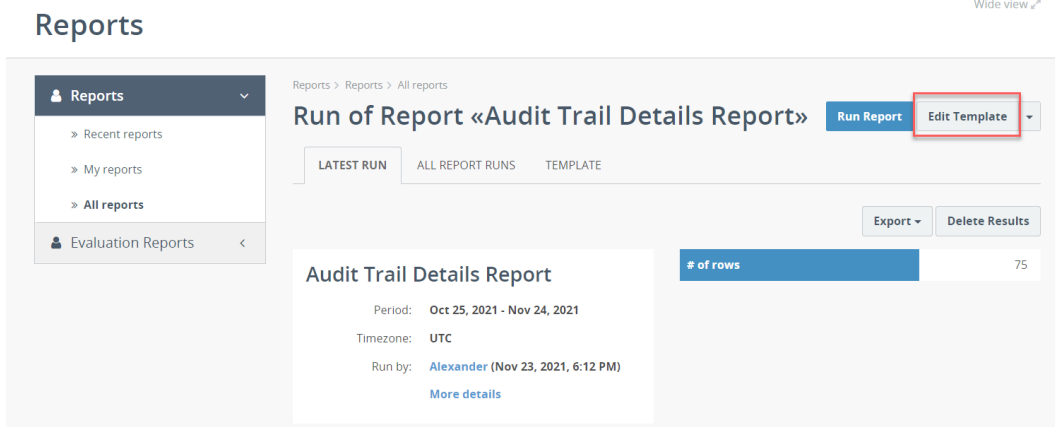 Wide view
Reports
Reports
» Recent reports
» My reports
» All reports
Evaluation Reports
Reports > Reports > All reports
Run of Report «Audit Trail Details Report»
Run Report
Edit Template
LATEST RUN
ALL REPORT RUNS
TEMPLATE
Export
Delete Results
Audit Trail Details Report
Period: Oct 25, 2021 - Nov 24, 2021
Timezone: UTC
Run by: Alexander (Nov 23, 2021, 6:12 PM)
More details
# of rows 75